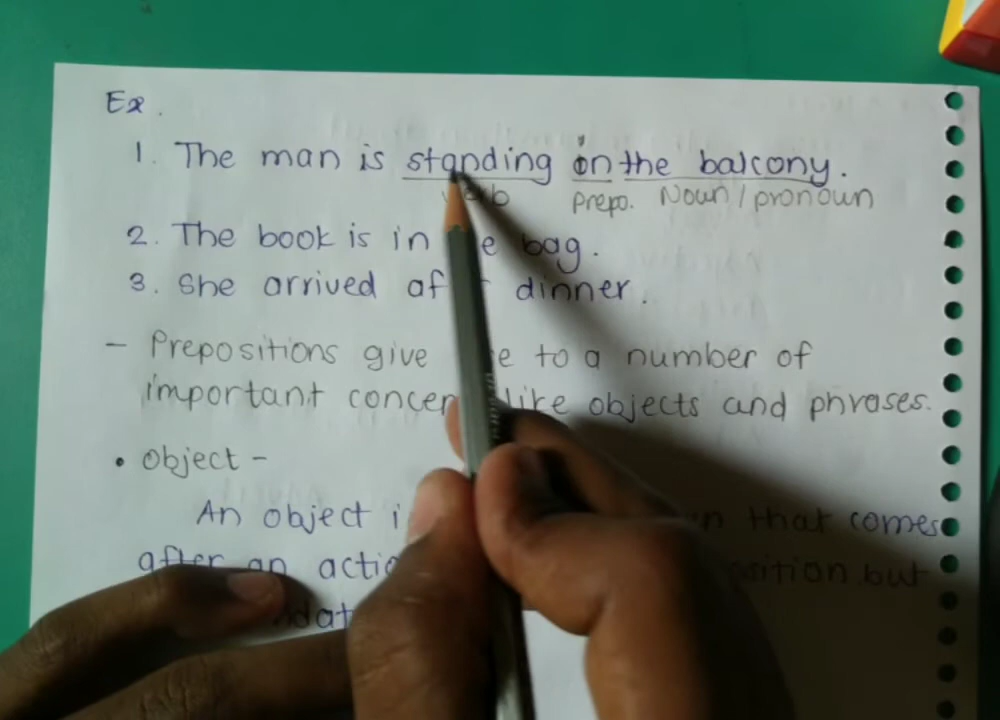 Ex.
1. The man is standing on the balcony.
prepo. Noun/pronoun
2. The book is in bag.
3. She arrived dinner.
- Prepositions give to a number of
important like objects and phrases.
• Object -
An object that comes
after an but